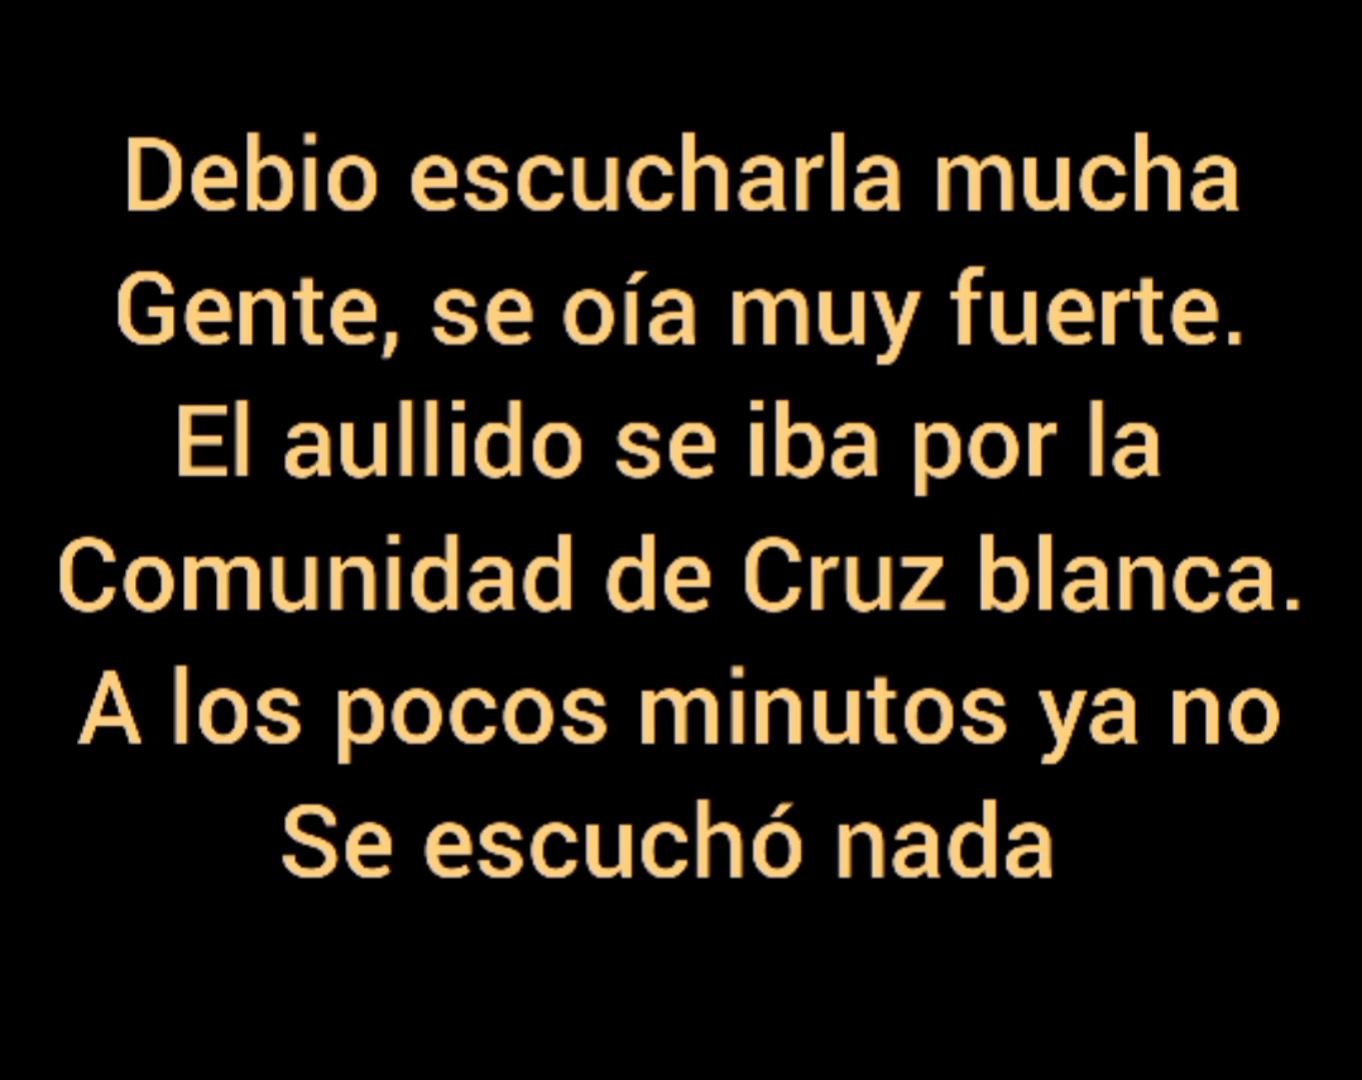 Debio escucharla mucha
Gente, se oía muy fuerte.
El aullido se iba por la
Comunidad de Cruz blanca.
A los pocos minutos ya no
Se escuchó nada